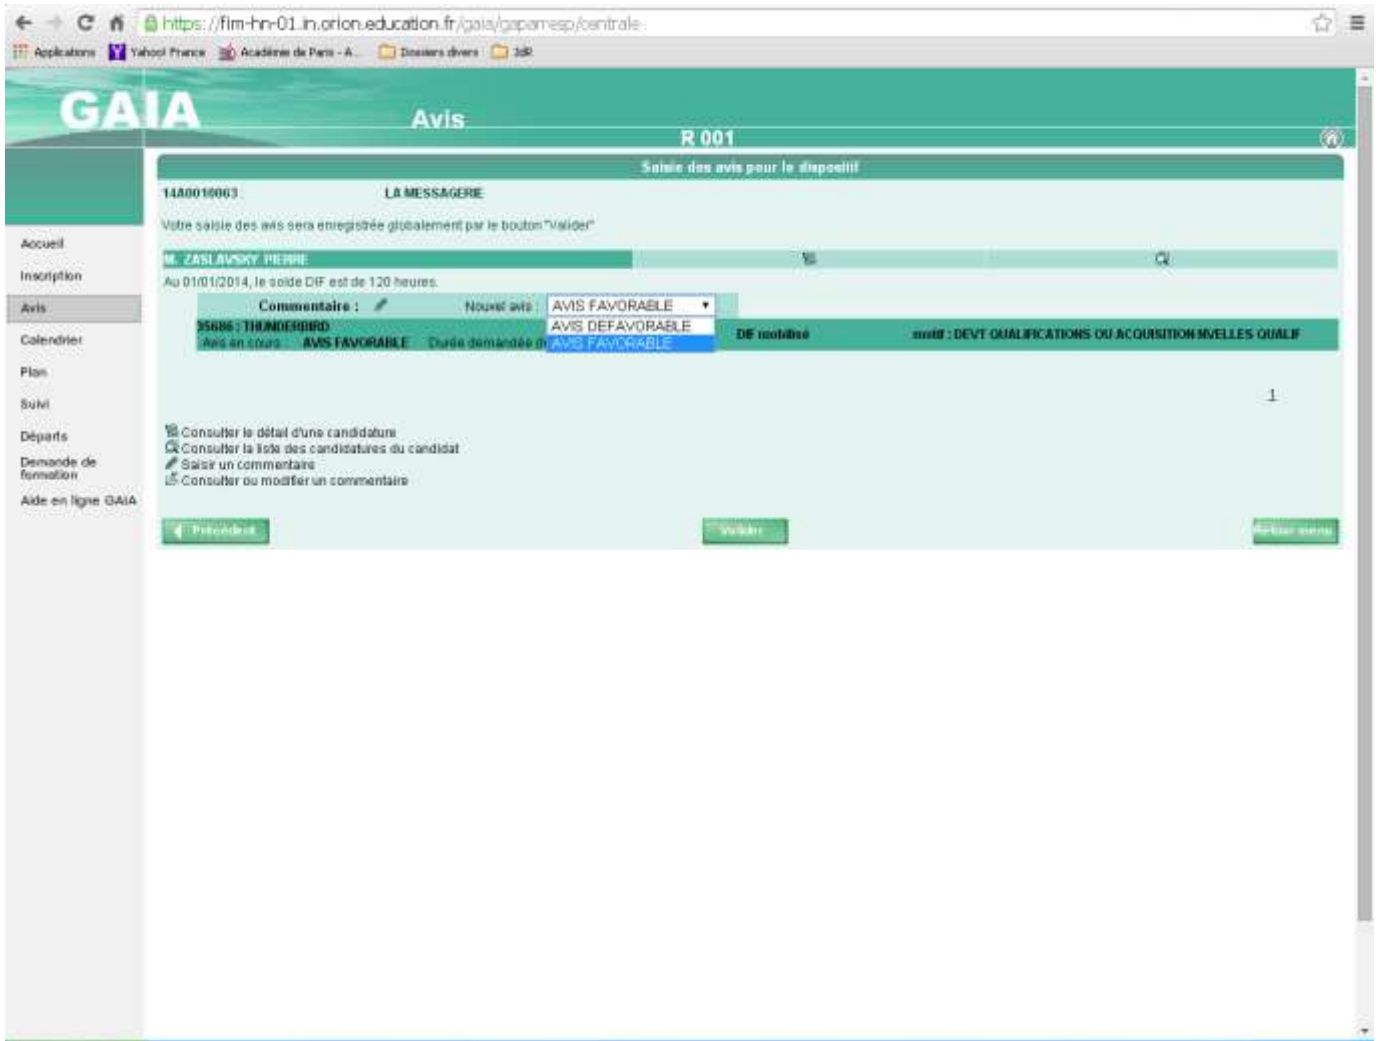 https://fim-hn-01.in.orion.education.fr/gaia/gaparresp/centrale
Applications Yahoo! France Académie de Paris - A... Dossiers divers 3dR
GAIA
Avis
R 001
Saisie des avis pour le dispositif
14A0010063 LA MESSAGERIE
Votre saisie des avis sera enregistrée globalement par le bouton "Valider"
M. ZASLAVSKY PIERRE
Au 01/01/2014, le solde DIF est de 120 heures.
Commentaire : Nouvel avis : AVIS FAVORABLE
AVIS DEFAVORABLE
AVIS FAVORABLE
35686 : THUNDERBIRD
Avis en cours : AVIS FAVORABLE Durée demandée DIF mobilisé motif : DEVT QUALIFICATIONS OU ACQUISITION NVELLES QUALIF
1
Consulter le détail d'une candidature
Consulter la liste des candidatures du candidat
Saisir un commentaire
Consulter ou modifier un commentaire
Précédent Valider Retour menu
Accueil
Inscription
Avis
Calendrier
Plan
Suivi
Départs
Demande de
formation
Aide en ligne GAIA